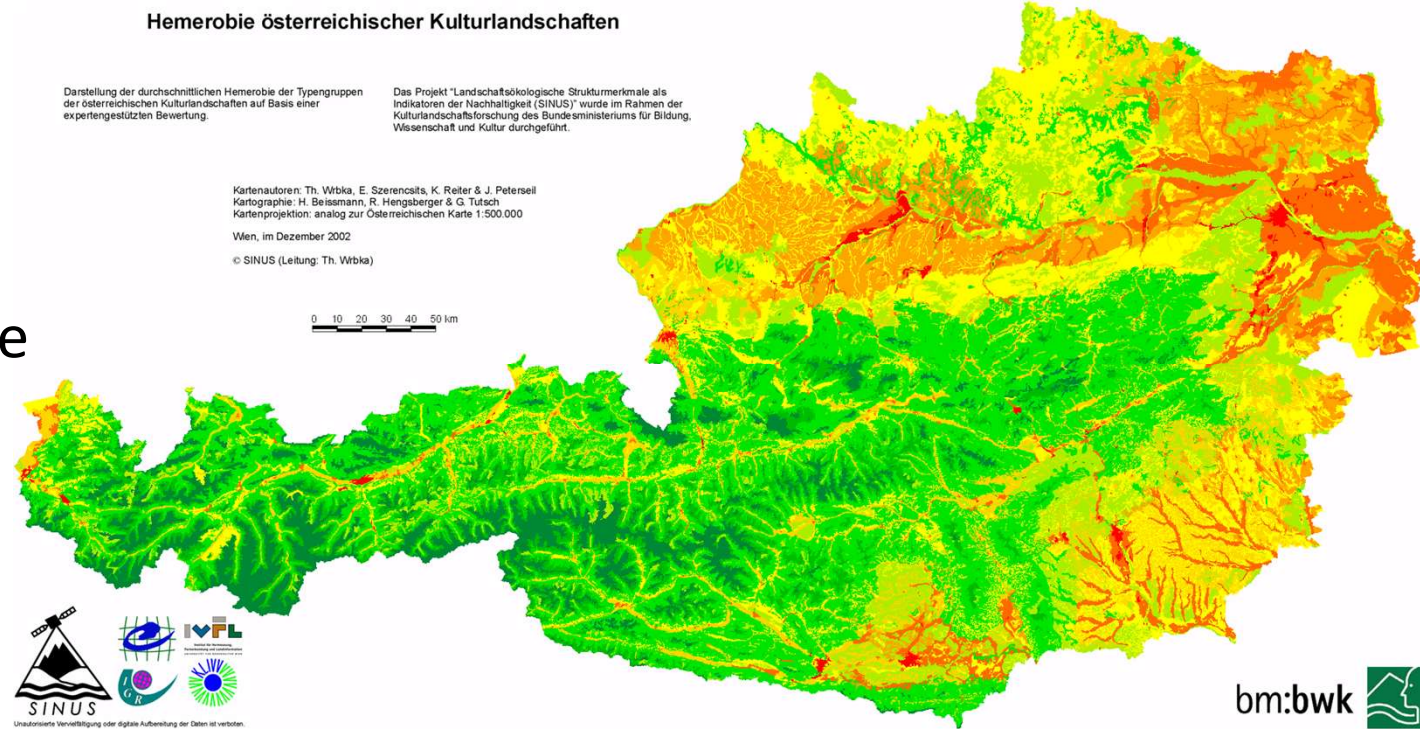 Hemerobie österreichischer Kulturlandschaften
Darstellung der durchschnittlichen Hemerobie der Typengruppen
der österreichischen Kulturlandschaften auf Basis einer
expertengestützten Bewertung.
Das Projekt "Landschaftsökologische Strukturmerkmale als
Indikatoren der Nachhaltigkeit (SINUS)" wurde im Rahmen der
Kulturlandschaftsforschung des Bundesministeriums für Bildung,
Wissenschaft und Kultur durchgeführt.
Kartenautoren: Th. Wrbka, E. Szerencsits, K. Reiter & J. Peterseil
Kartographie: H. Beissmann, R. Hengsberger & G. Tutsch
Kartenprojektion: analog zur Österreichischen Karte 1:500.000
Wien, im Dezember 2002
© SINUS (Leitung: Th. Wrbka)
0 10 20 30 40 50 km
e
IVFL
IGR
SINUS
Unautorisierte Vervielfältigung oder digitale Aufbereitung der Daten ist verboten.
bm:bwk